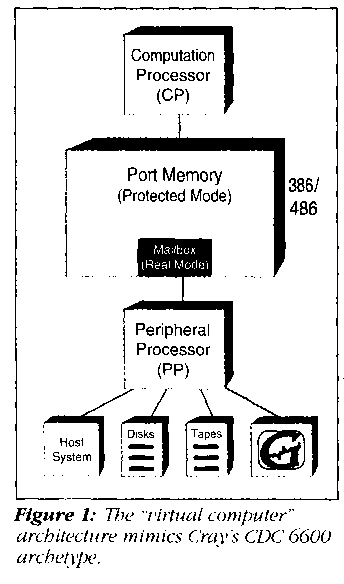 Computation
Processor
(CP)
Port Memory
(Protected Mode)
386/
486
Mailbox
(Real Mode)
Peripheral
Processor
(PP)
Host
System
Disks
Tapes
G
Figure 1: The "virtual computer"
architecture mimics Cray's CDC 6600
archetype.